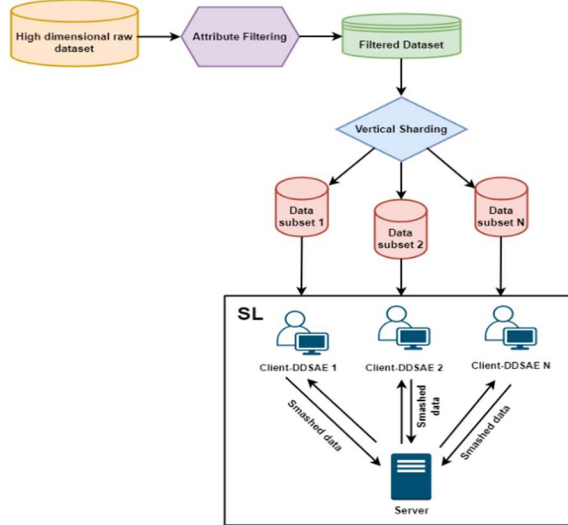 High dimensional raw
dataset
Attribute Filtering
Filtered Dataset
Vertical Sharding
Data
subset 1
Data
subset 2
Data
subset N
SL
Client-DDSAE 1
Client-DDSAE 2
Client-DDSAE N
Smashed data
Smashed
data
Smashed data
Server